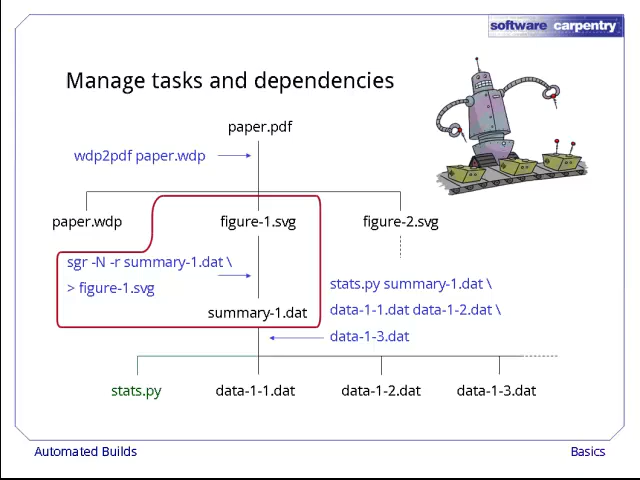 software carpentry
Manage tasks and dependencies
paper.pdf
wdp2pdf paper.wdp
paper.wdp
figure-1.svg
figure-2.svg
sgr -N -r summary-1.dat \
> figure-1.svg
stats.py summary-1.dat \
data-1-1.dat data-1-2.dat \
data-1-3.dat
summary-1.dat
stats.py
data-1-1.dat
data-1-2.dat
data-1-3.dat
Automated Builds
Basics